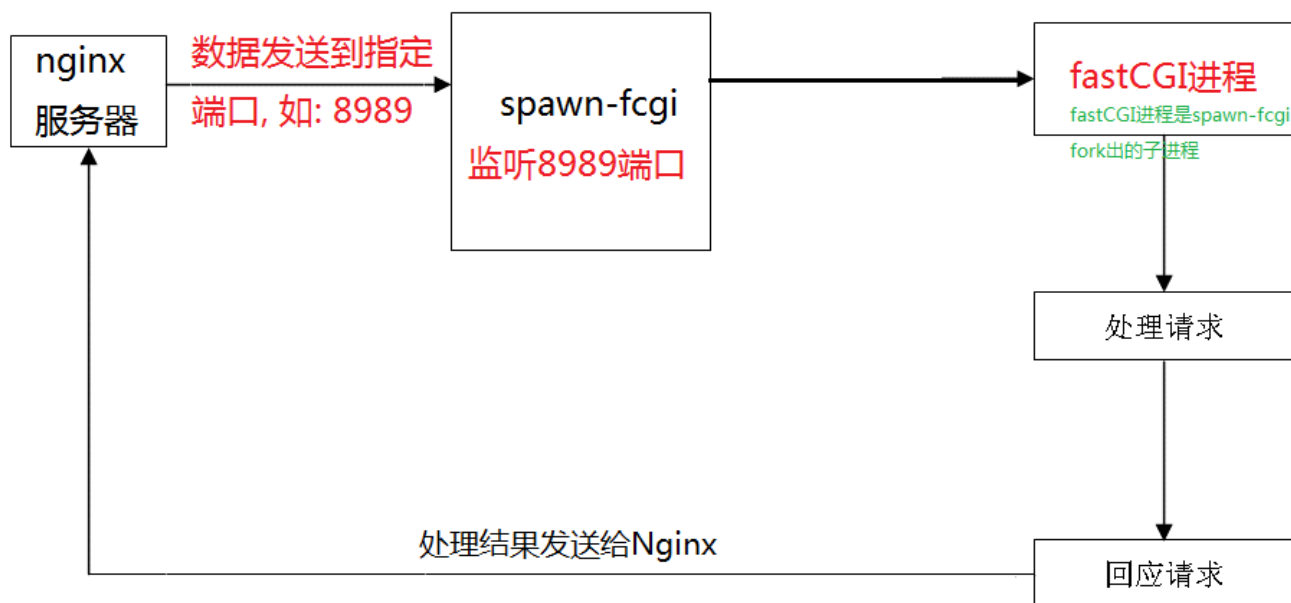 nginx
服务器
数据发送到指定
端口, 如: 8989
spawn-fcgi
监听8989端口
fastCGI进程
fastCGI进程是spawn-fcgi
fork出的子进程
处理请求
处理结果发送给Nginx
回应请求